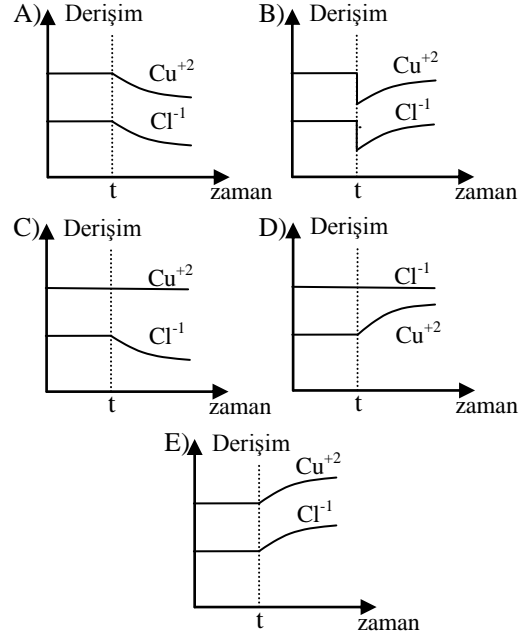 A) Derişim
Cu⁺²
Cl⁻¹
t
zaman
B) Derişim
Cu⁺²
Cl⁻¹
t
zaman
C) Derişim
Cu⁺²
Cl⁻¹
t
zaman
D) Derişim
Cl⁻¹
Cu⁺²
t
zaman
E) Derişim
Cu⁺²
Cl⁻¹
t
zaman